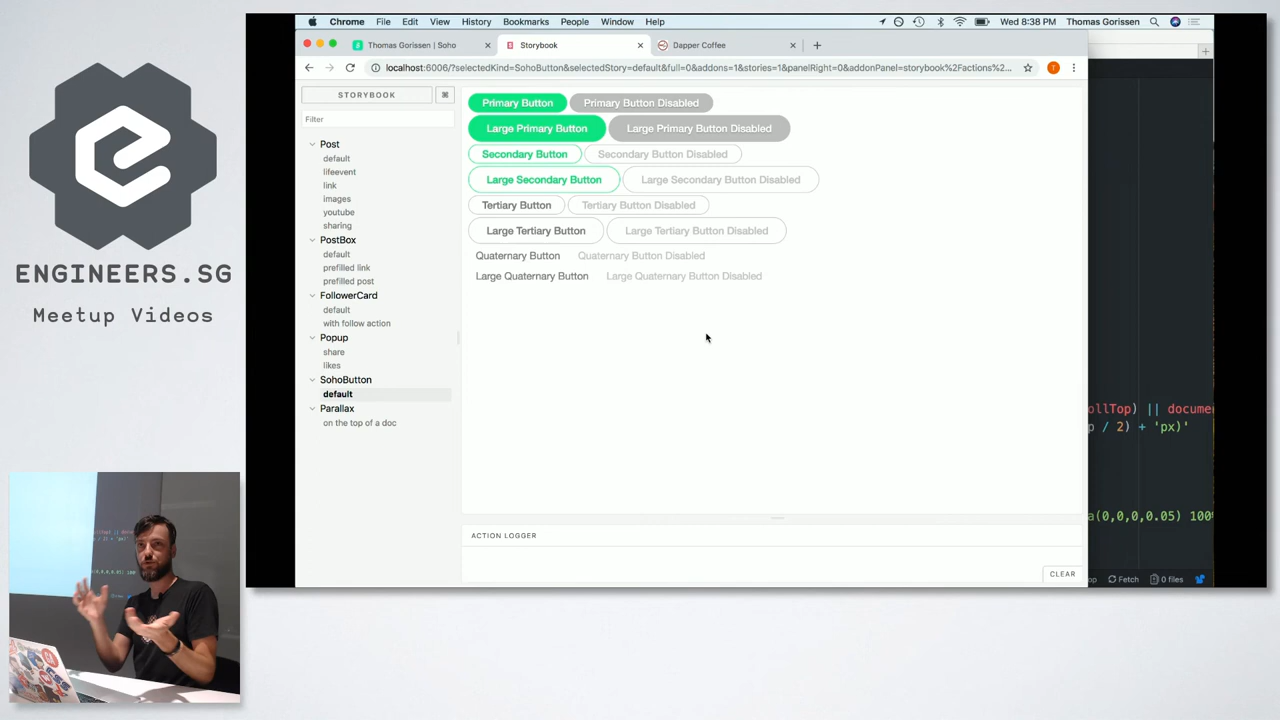 Chrome File Edit View History Bookmarks People Window Help Wed 8:38 PM Thomas Gorissen
Thomas Gorissen | Soho
Storybook
Dapper Coffee
localhost:6006/?selectedKind=SohoButton&selectedStory=default&full=0&addons=1&stories=1&panelRight=0&addonPanel=storybook%2Factions%2...
T
STORYBOOK
⌘
Filter
Post
default
lifeevent
link
images
youtube
sharing
PostBox
default
prefilled link
prefilled post
FollowerCard
default
with follow action
Popup
share
likes
SohoButton
default
Parallax
on the top of a doc
Primary Button Primary Button Disabled
Large Primary Button Large Primary Button Disabled
Secondary Button Secondary Button Disabled
Large Secondary Button Large Secondary Button Disabled
Tertiary Button Tertiary Button Disabled
Large Tertiary Button Large Tertiary Button Disabled
Quaternary Button Quaternary Button Disabled
Large Quaternary Button Large Quaternary Button Disabled
ACTION LOGGER
CLEAR
ollTop) || docume
p / 2) + 'px)'
a(0,0,0,0.05) 100%
op Fetch 0 files
ENGINEERS.SG
Meetup Videos